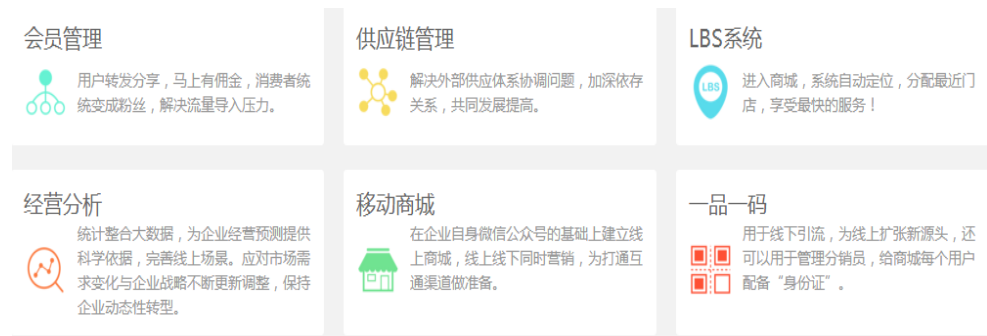 会员管理
用户转发分享，马上有佣金，消费者统
统变成粉丝，解决流量导入压力。
供应链管理
解决外部供应体系协调问题，加深依存
关系，共同发展提高。
LBS系统
LBS
进入商城，系统自动定位，分配最近门
店，享受最快的服务！
经营分析
统计整合大数据，为企业经营预测提供
科学依据，完善线上场景。应对市场需
求变化与企业战略不断更新调整，保持
企业动态性转型。
移动商城
在企业自身微信公众号的基础上建立线
上商城，线上线下同时营销，为打通互
通渠道做准备。
一品一码
用于线下引流，为线上扩张新源头，还
可以用于管理分销员，给商城每个用户
配备“身份证”。